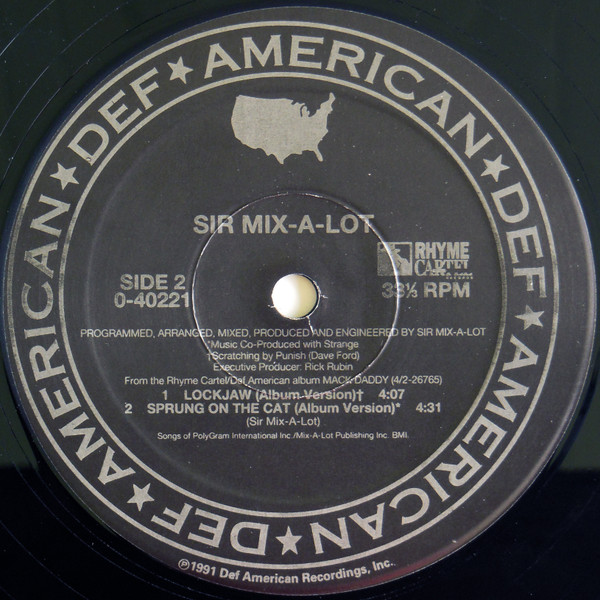 DEF ★ AMERICAN ★ DEF ★ AMERICAN ★ DEF ★ AMERICAN ★
SIR MIX-A-LOT
RHYME
CARTEL
SIDE 2
0-40221
33⅓ RPM
PROGRAMMED, ARRANGED, MIXED, PRODUCED AND ENGINEERED BY SIR MIX-A-LOT
*Music Co-Produced with Strange
†Scratching by Punish (Dave Ford)
Executive Producer: Rick Rubin
From the Rhyme Cartel/Def American album MACK DADDY (4/2-26765)
1 LOCKJAW (Album Version)† 4:07
2 SPRUNG ON THE CAT (Album Version)* 4:31
(Sir Mix-A-Lot)
Songs of PolyGram International Inc./Mix-A-Lot Publishing Inc. BMI.
℗1991 Def American Recordings, Inc.